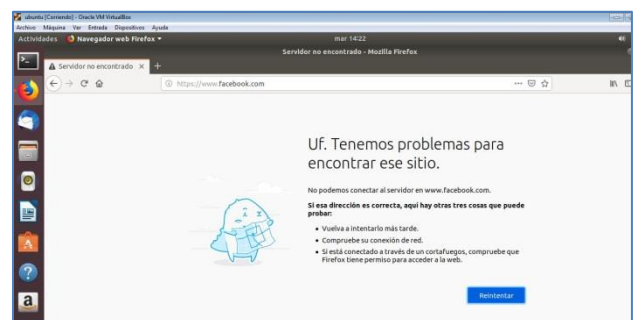 ubuntu [Corriendo] - Oracle VM VirtualBox
Archivo Máquina Ver Entrada Dispositivos Ayuda
Actividades Navegador web Firefox mar 14:22
Servidor no encontrado - Mozilla Firefox
Servidor no encontrado
https://www.facebook.com
Uf. Tenemos problemas para
encontrar ese sitio.
No podemos conectar al servidor en www.facebook.com.
Si esa dirección es correcta, aquí hay otras tres cosas que puede
probar:
Vuelva a intentarlo más tarde.
Compruebe su conexión de red.
Si está conectado a través de un cortafuegos, compruebe que
Firefox tiene permiso para acceder a la web.
Reintentar